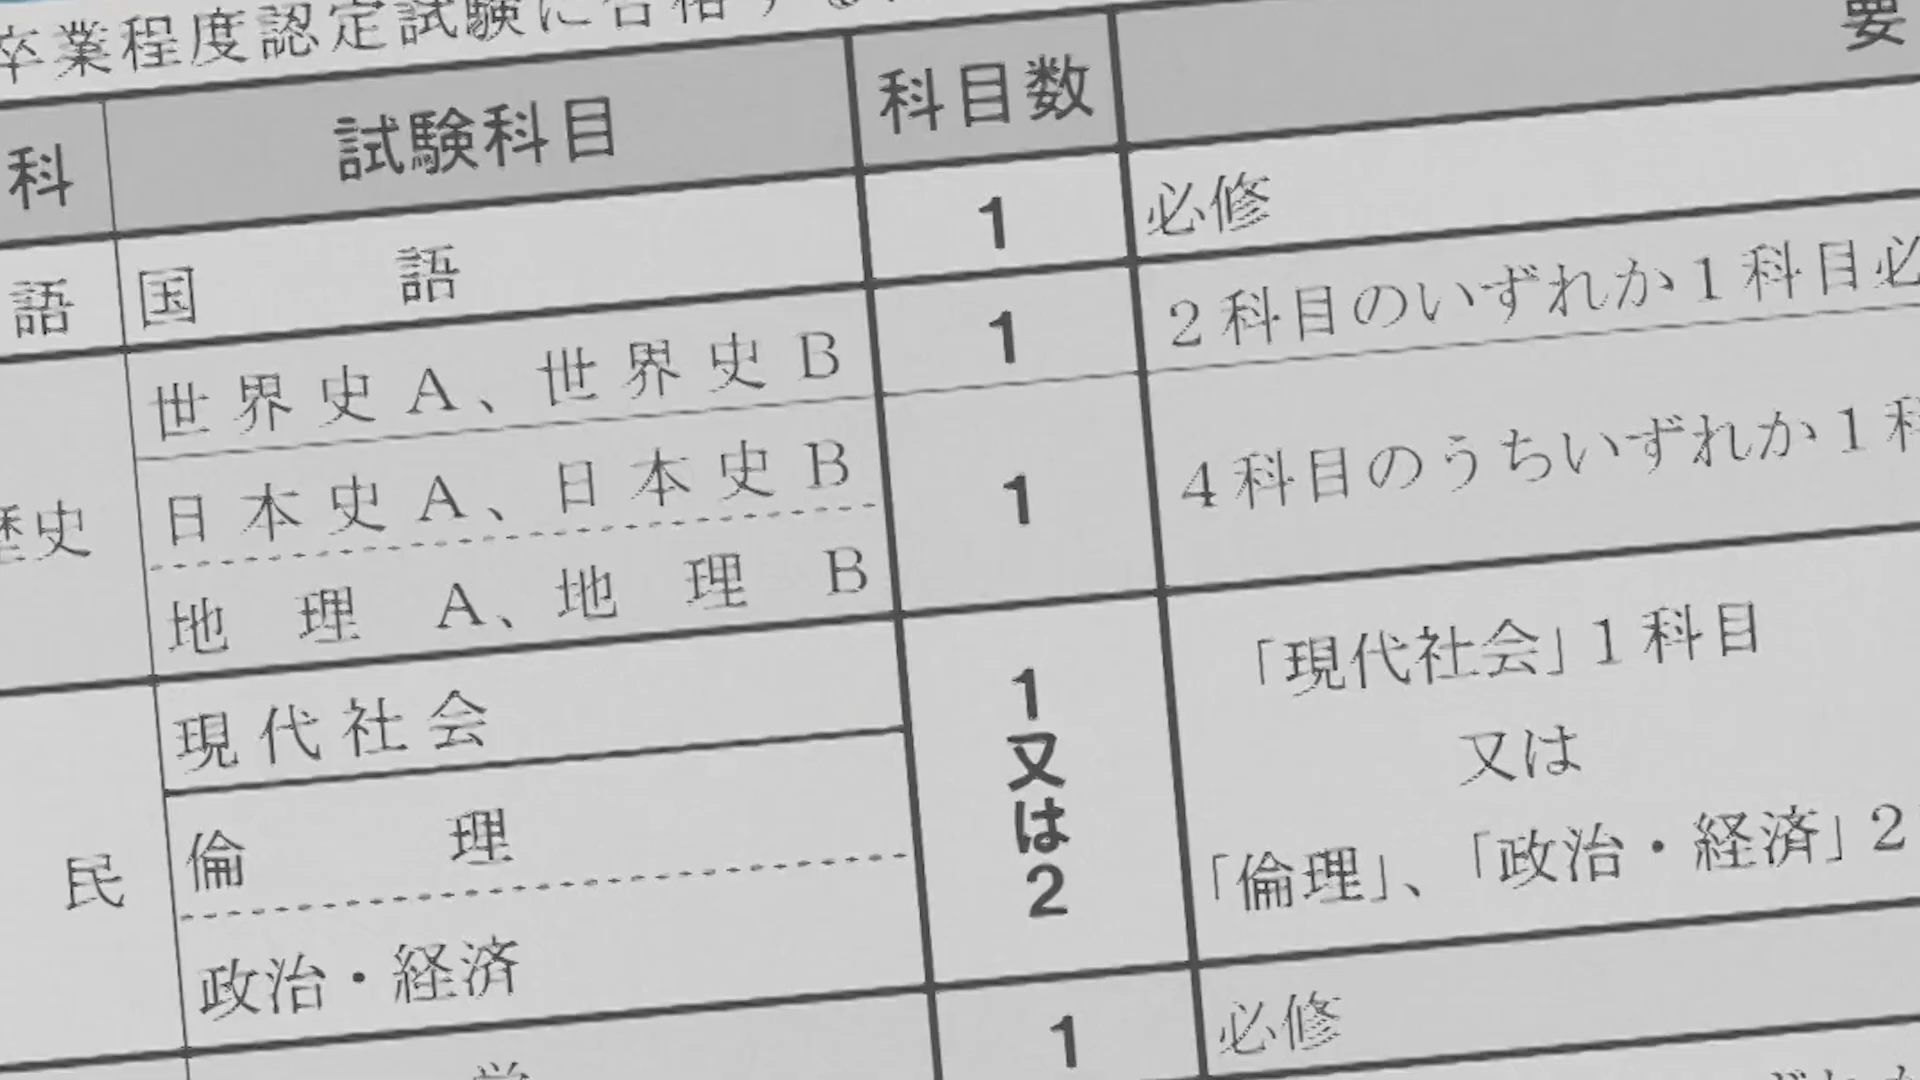 卒業程度認定試験に合格する
科 試験科目 科目数 要
語 国語 1 必修
世界史A、世界史B 1 2科目のいずれか1科目必
歴史 日本史A、日本史B 1 4科目のうちいずれか1科
地理A、地理B
民 現代社会 1又は2 「現代社会」1科目
又は
倫理 「倫理」、「政治・経済」2
政治・経済
1 必修